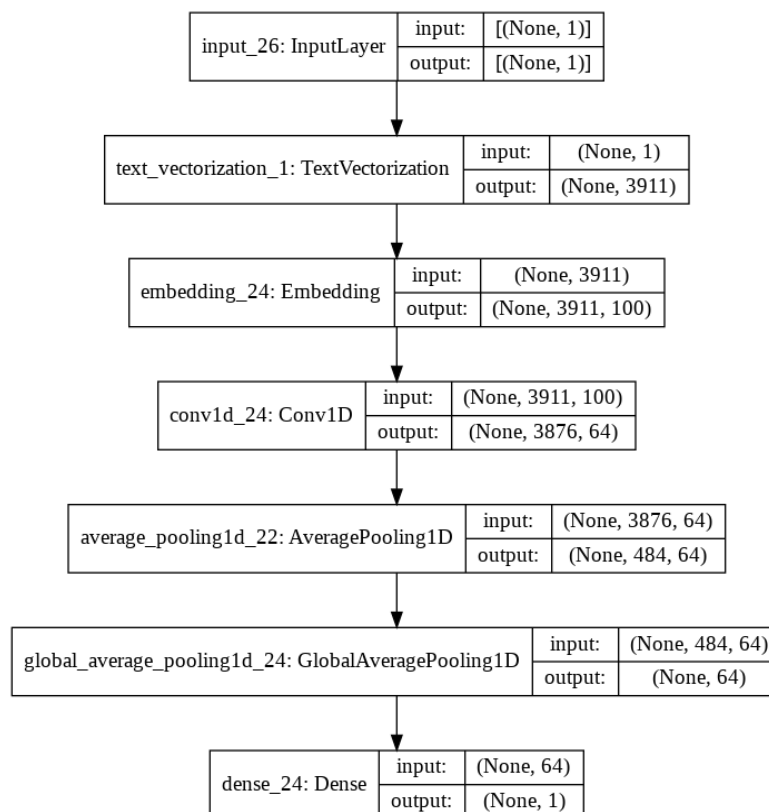 input_26: InputLayer
input: [(None, 1)]
output: [(None, 1)]
text_vectorization_1: TextVectorization
input: (None, 1)
output: (None, 3911)
embedding_24: Embedding
input: (None, 3911)
output: (None, 3911, 100)
conv1d_24: Conv1D
input: (None, 3911, 100)
output: (None, 3876, 64)
average_pooling1d_22: AveragePooling1D
input: (None, 3876, 64)
output: (None, 484, 64)
global_average_pooling1d_24: GlobalAveragePooling1D
input: (None, 484, 64)
output: (None, 64)
dense_24: Dense
input: (None, 64)
output: (None, 1)